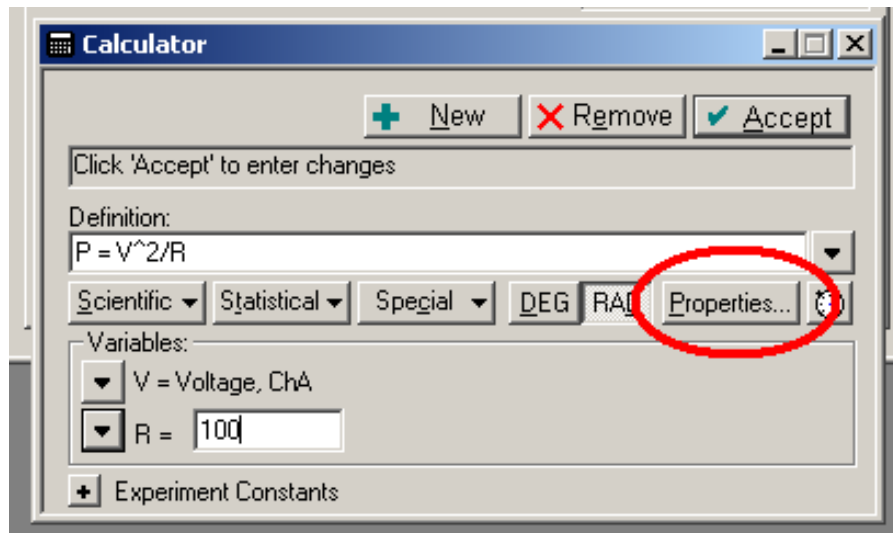 Calculator
New Remove Accept
Click 'Accept' to enter changes
Definition:
P = V^2/R
Scientific Statistical Special DEG RAD Properties...
Variables:
V = Voltage, ChA
R = 100
+ Experiment Constants